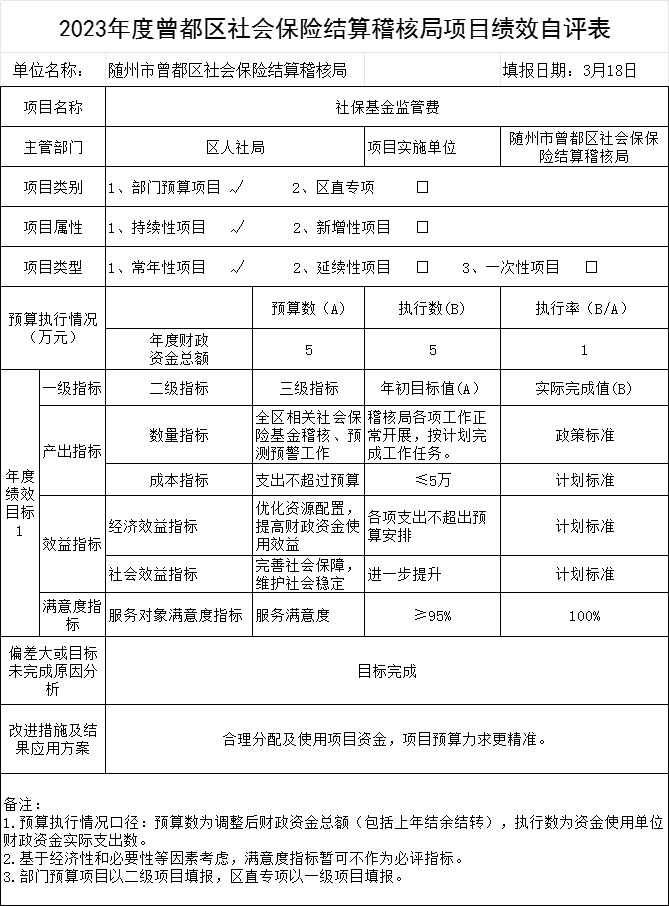 2023年度曾都区社会保险结算稽核局项目绩效自评表
单位名称: 随州市曾都区社会保险结算稽核局 填报日期：3月18日
项目名称 社保基金监管费
主管部门 区人社局 项目实施单位 随州市曾都区社会保保
险结算稽核局
项目类别 1、部门预算项目 √ 2、区直专项 □
项目属性 1、持续性项目 √ 2、新增性项目 □
项目类型 1、常年性项目 √ 2、延续性项目 □ 3、一次性项目 □
预算执行情况
（万元）
预算数（A） 执行数(B) 执行率（B/A）
年度财政
资金总额
5 5 1
年度
绩效
目标
1
一级指标 二级指标 三级指标 年初目标值(A） 实际完成值(B)
产出指标
数量指标
全区相关社会保
险基金稽核、预
测预警工作
稽核局各项工作正
常开展，按计划完
成工作任务。
政策标准
成本指标 支出不超过预算 ≤5万 计划标准
效益指标
经济效益指标
优化资源配置，
提高财政资金使
用效益
各项支出不超出预
算安排
计划标准
社会效益指标
完善社会保障，
维护社会稳定
进一步提升 计划标准
满意度指
标
服务对象满意度指标 服务满意度 ≥95% 100%
偏差大或目标
未完成原因分
析
目标完成
改进措施及结
果应用方案
合理分配及使用项目资金，项目预算力求更精准。
备注：
1.预算执行情况口径：预算数为调整后财政资金总额（包括上年结余结转），执行数为资金使用单位
财政资金实际支出数。
2.基于经济性和必要性等因素考虑，满意度指标暂可不作为必评指标。
3.部门预算项目以二级项目填报，区直专项以一级项目填报。